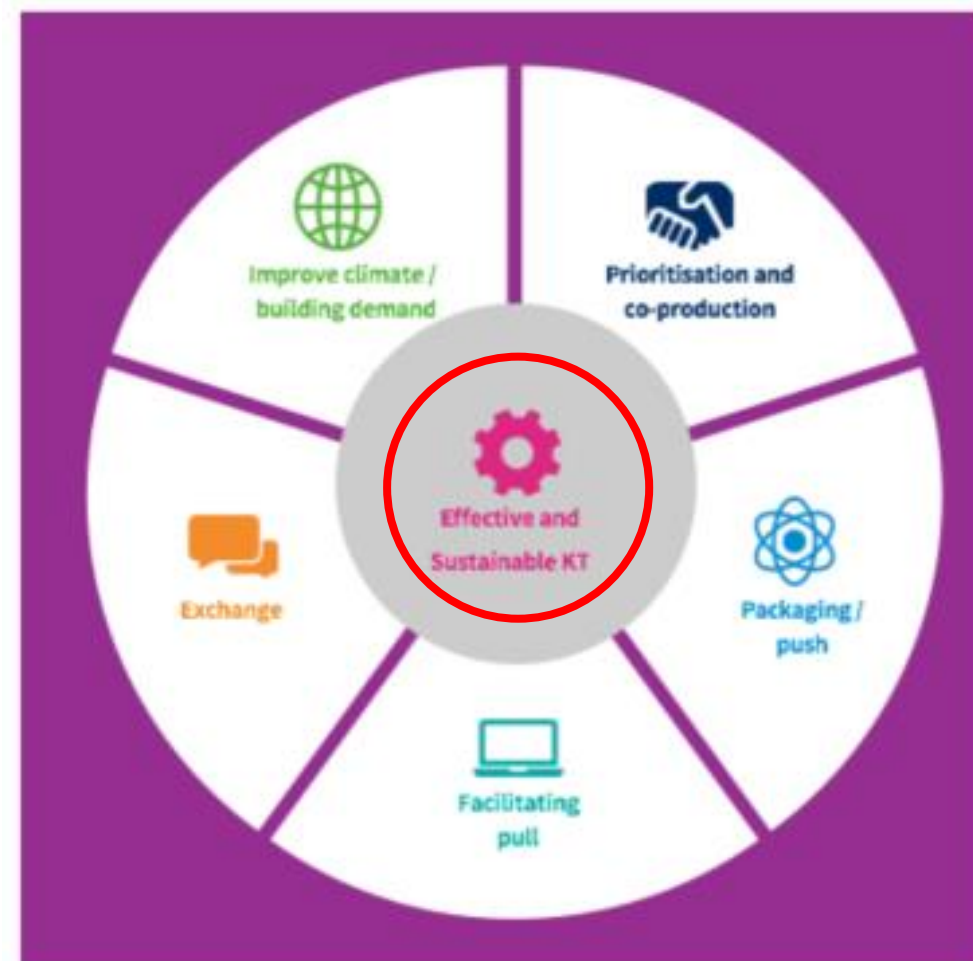 Improve climate /
building demand
Prioritisation and
co-production
Effective and
Sustainable KT
Exchange
Packaging /
push
Facilitating
pull